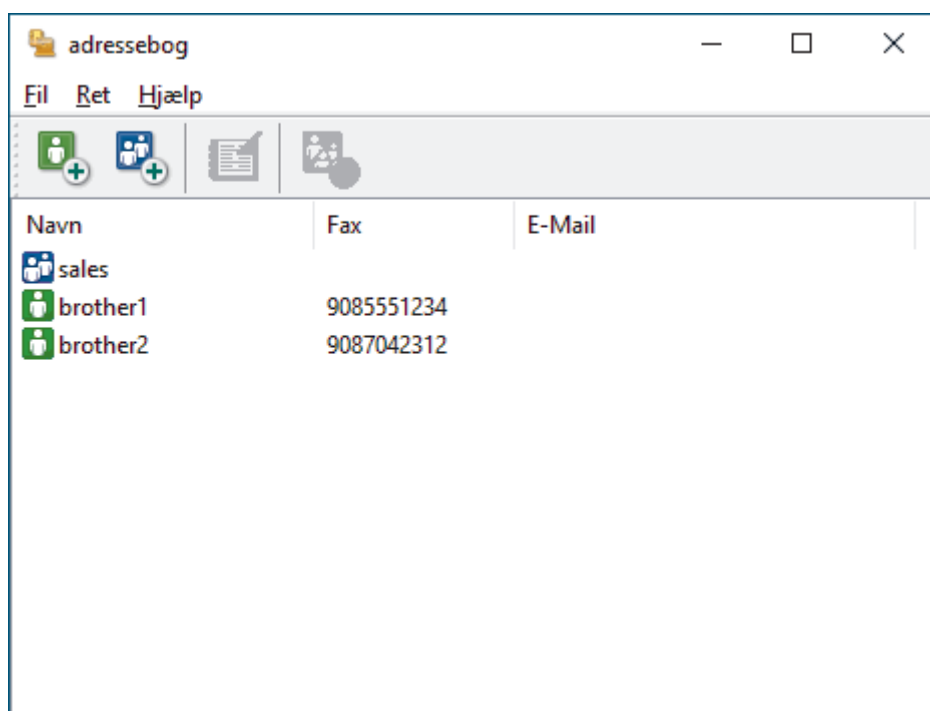 adressebog
Fil Ret Hjælp
Navn Fax E-Mail
sales
brother1 9085551234
brother2 9087042312